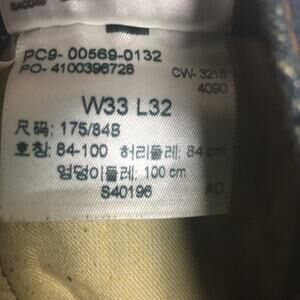 PC9- 00569-0132
PO- 4100396728
CW- 3218
4090
W33 L32
尺码: 175/84B
호칭: 84-100 허리둘레: 84 cm
엉덩이둘레: 100 cm
S40196 AD